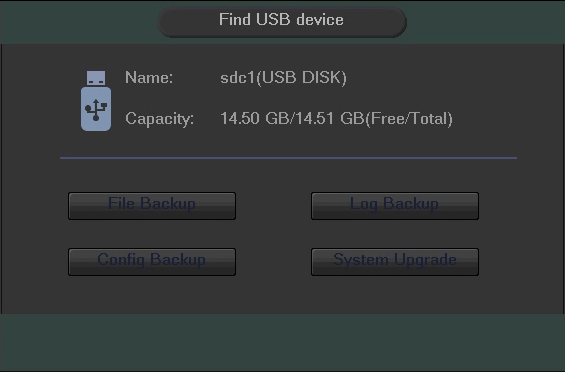 Find USB device
Name: sdc1(USB DISK)
Capacity: 14.50 GB/14.51 GB(Free/Total)
File Backup Log Backup
Config Backup System Upgrade